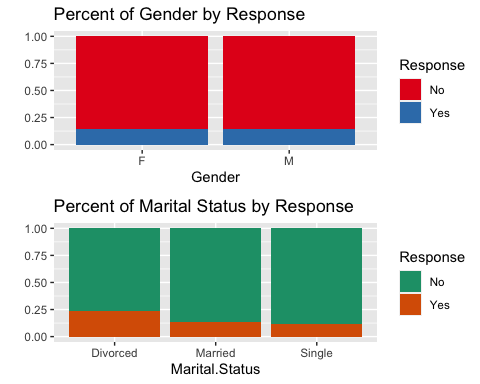 Percent of Gender by Response
1.00
0.75
0.50
0.25
0.00
F M
Gender
Response
No
Yes
Percent of Marital Status by Response
1.00
0.75
0.50
0.25
0.00
Divorced Married Single
Marital.Status
Response
No
Yes